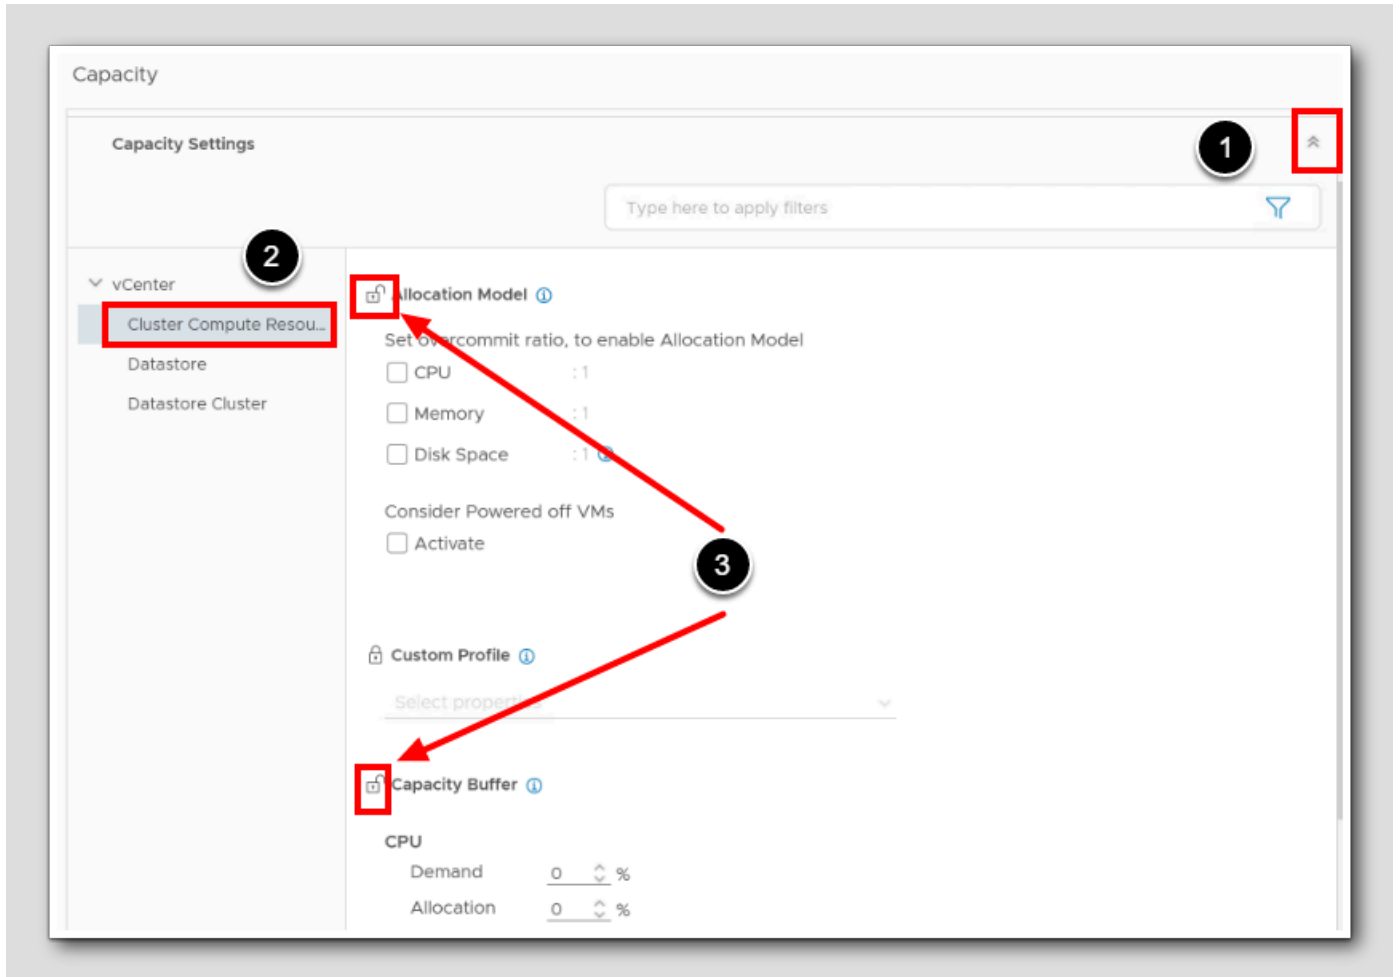 Capacity
Capacity Settings
1
Type here to apply filters
2
vCenter
Cluster Compute Resou...
Datastore
Datastore Cluster
Allocation Model
Set overcommit ratio, to enable Allocation Model
CPU :1
Memory :1
Disk Space :1
Consider Powered off VMs
Activate
3
Custom Profile
Select properties
Capacity Buffer
CPU
Demand 0 %
Allocation 0 %